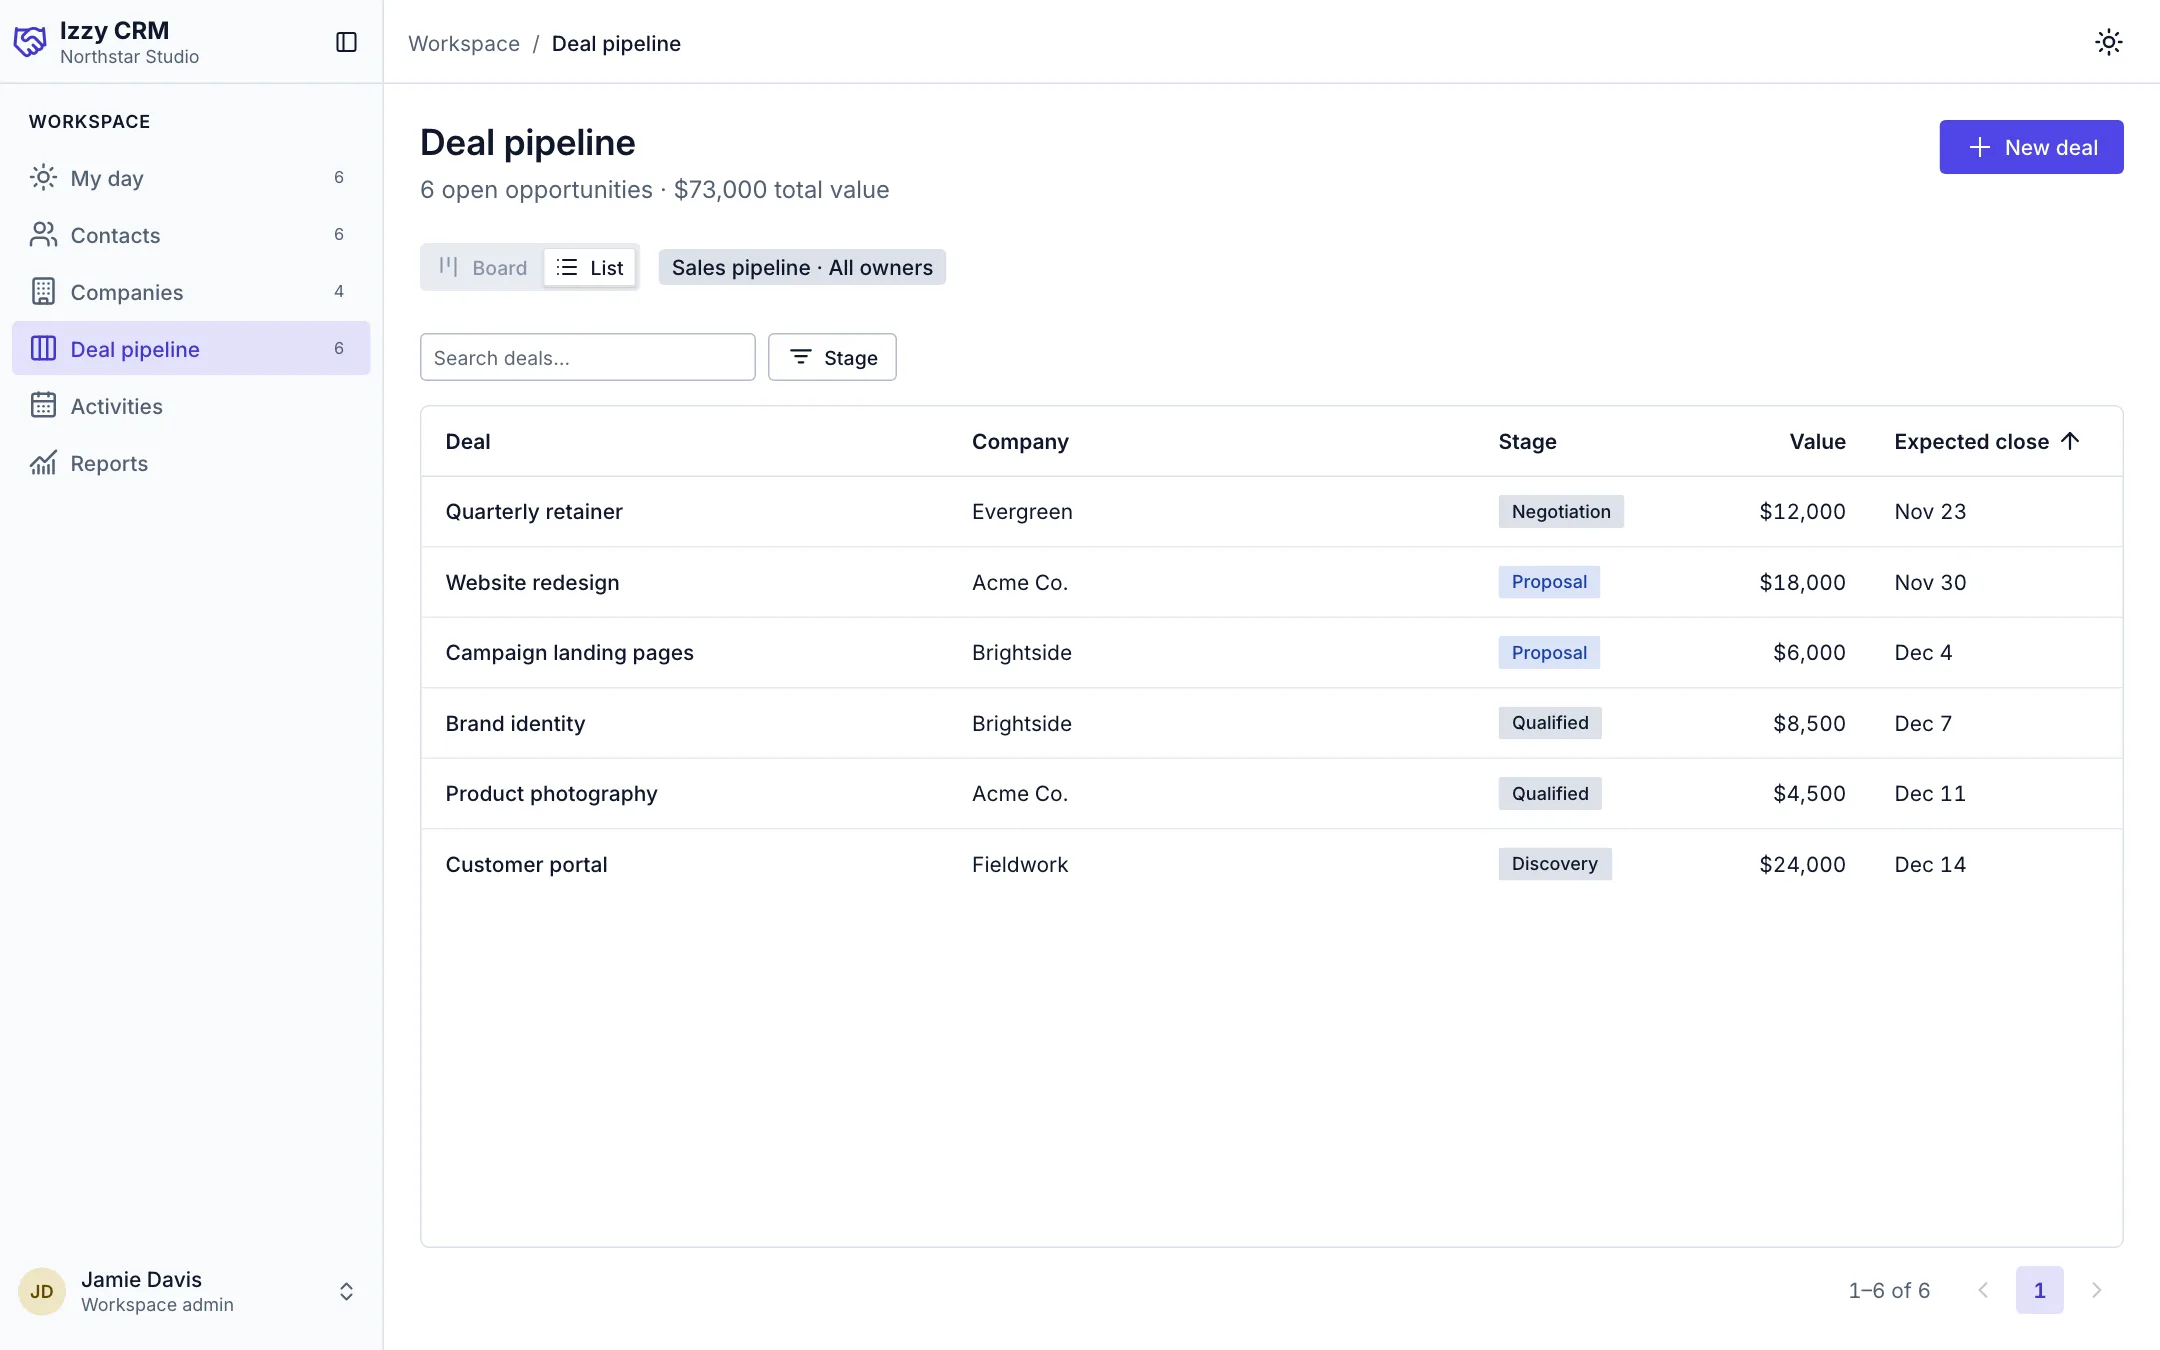 Izzy CRM
Northstar Studio
Workspace / Deal pipeline
WORKSPACE
My day 6
Contacts 6
Companies 4
Deal pipeline 6
Activities
Reports
Deal pipeline
6 open opportunities · $73,000 total value
New deal
Board List Sales pipeline · All owners
Search deals... Stage
Deal Company Stage Value Expected close
Quarterly retainer Evergreen Negotiation $12,000 Nov 23
Website redesign Acme Co. Proposal $18,000 Nov 30
Campaign landing pages Brightside Proposal $6,000 Dec 4
Brand identity Brightside Qualified $8,500 Dec 7
Product photography Acme Co. Qualified $4,500 Dec 11
Customer portal Fieldwork Discovery $24,000 Dec 14
1–6 of 6 1
JD Jamie Davis
Workspace admin